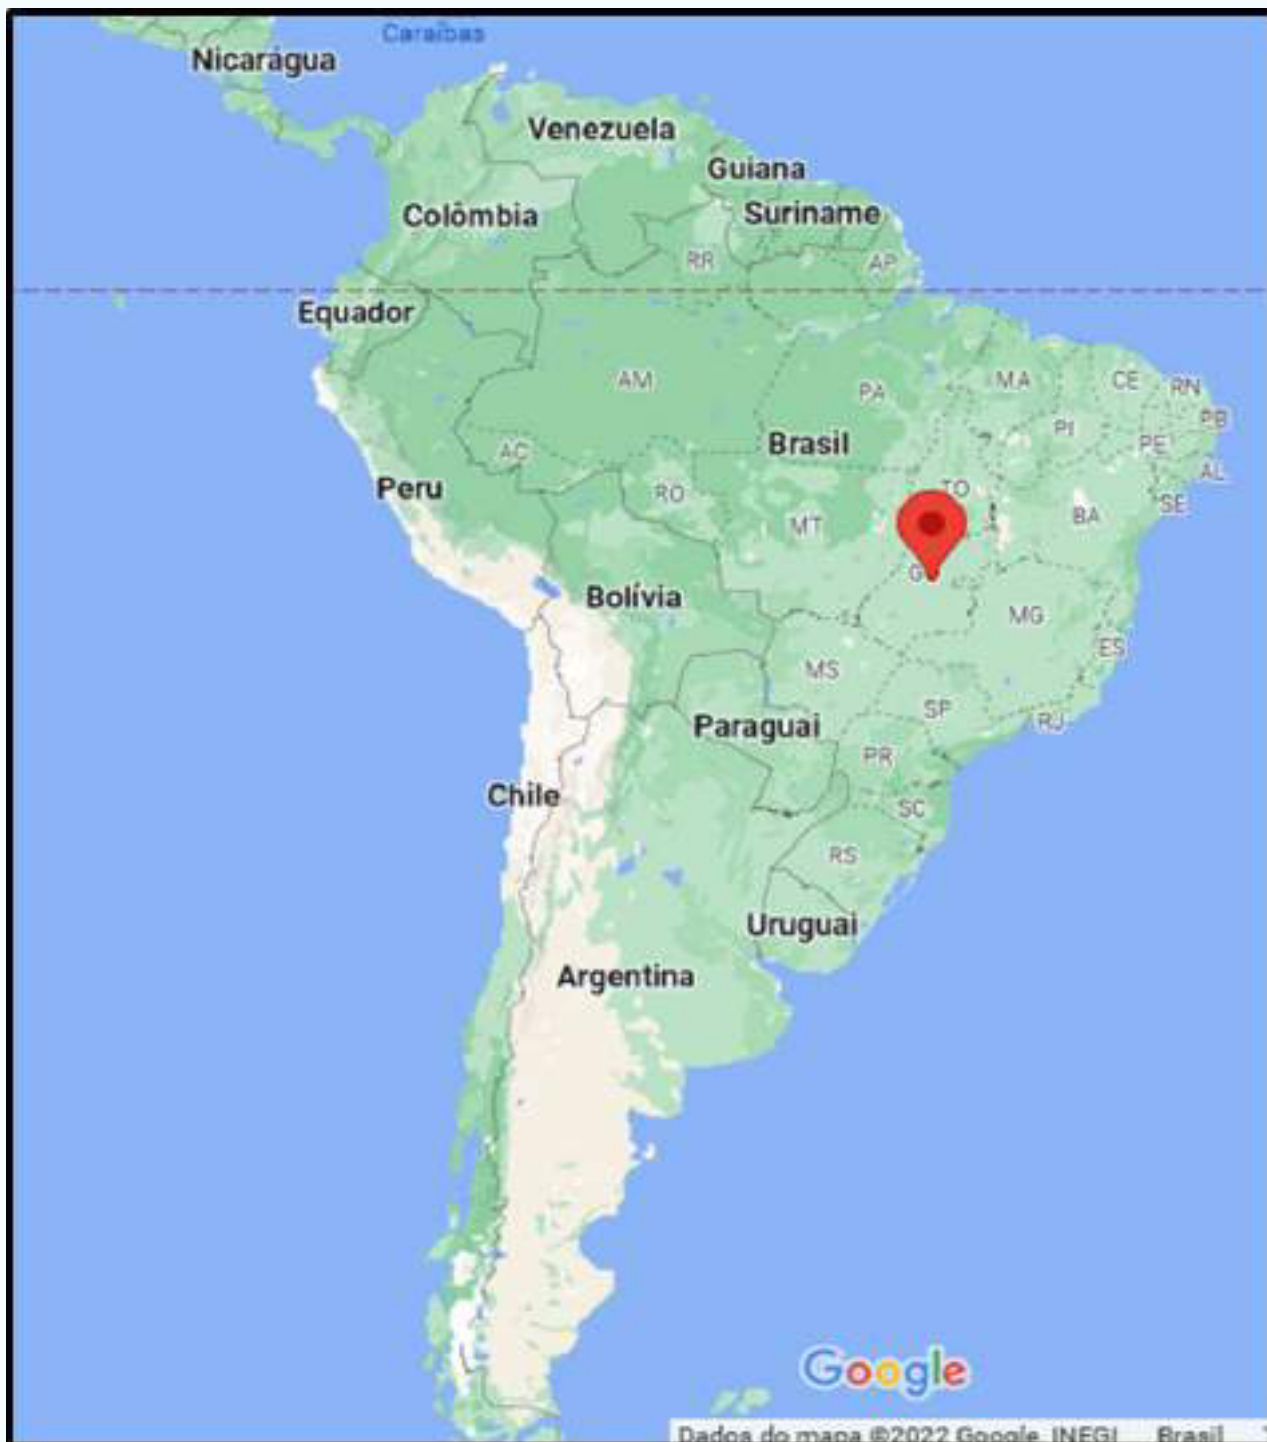 Caraíbas
Nicarágua
Venezuela
Guiana
Colômbia
Suriname
RR
AP
Equador
AM
PA
MA
CE
RN
PI
PB
Brasil
PE
AC
AL
Peru
RO
TO
SE
MT
BA
G
Bolívia
MG
ES
MS
SP
RJ
Paraguai
PR
Chile
SC
RS
Uruguai
Argentina
Google
Dados do mapa ©2022 Google, INEGI Brasil